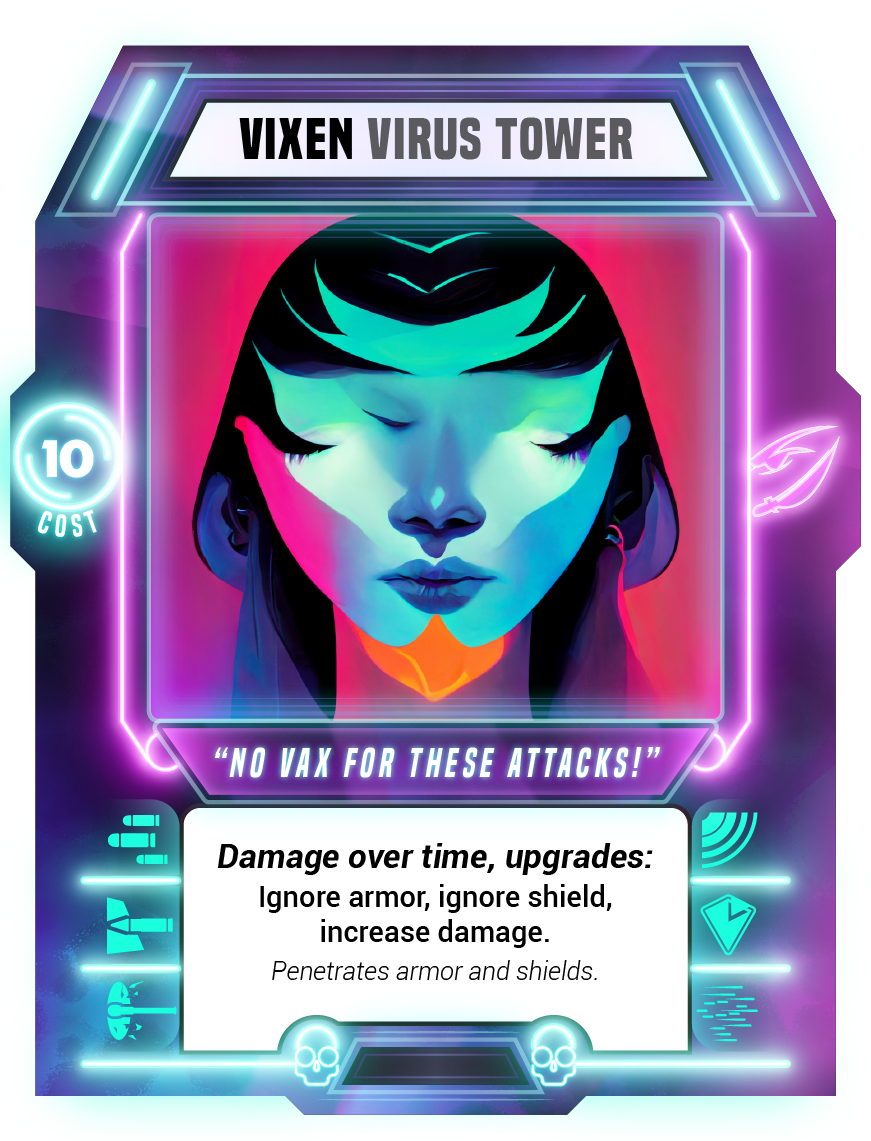 VIXEN VIRUS TOWER
10
COST
“NO VAX FOR THESE ATTACKS!”
Damage over time, upgrades:
Ignore armor, ignore shield,
increase damage.
Penetrates armor and shields.